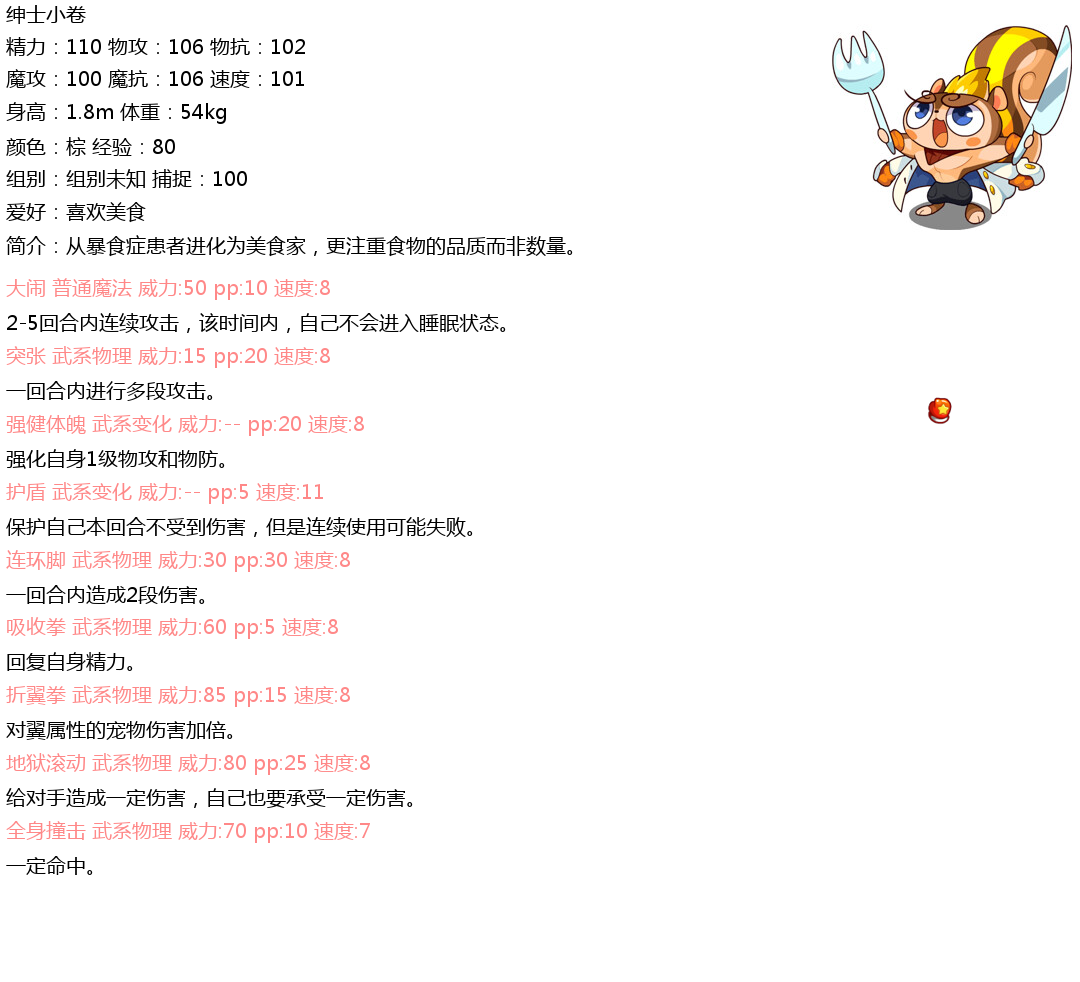 绅士小卷
精力：110 物攻：106 物抗：102
魔攻：100 魔抗：106 速度：101
身高：1.8m 体重：54kg
颜色：棕 经验：80
组别：组别未知 捕捉：100
爱好：喜欢美食
简介：从暴食症患者进化为美食家，更注重食物的品质而非数量。
大闹 普通魔法 威力:50 pp:10 速度:8
2-5回合内连续攻击，该时间内，自己不会进入睡眠状态。
突张 武系物理 威力:15 pp:20 速度:8
一回合内进行多段攻击。
强健体魄 武系变化 威力:-- pp:20 速度:8
强化自身1级物攻和物防。
护盾 武系变化 威力:-- pp:5 速度:11
保护自己本回合不受到伤害，但是连续使用可能失败。
连环脚 武系物理 威力:30 pp:30 速度:8
一回合内造成2段伤害。
吸收拳 武系物理 威力:60 pp:5 速度:8
回复自身精力。
折翼拳 武系物理 威力:85 pp:15 速度:8
对翼属性的宠物伤害加倍。
地狱滚动 武系物理 威力:80 pp:25 速度:8
给对手造成一定伤害，自己也要承受一定伤害。
全身撞击 武系物理 威力:70 pp:10 速度:7
一定命中。